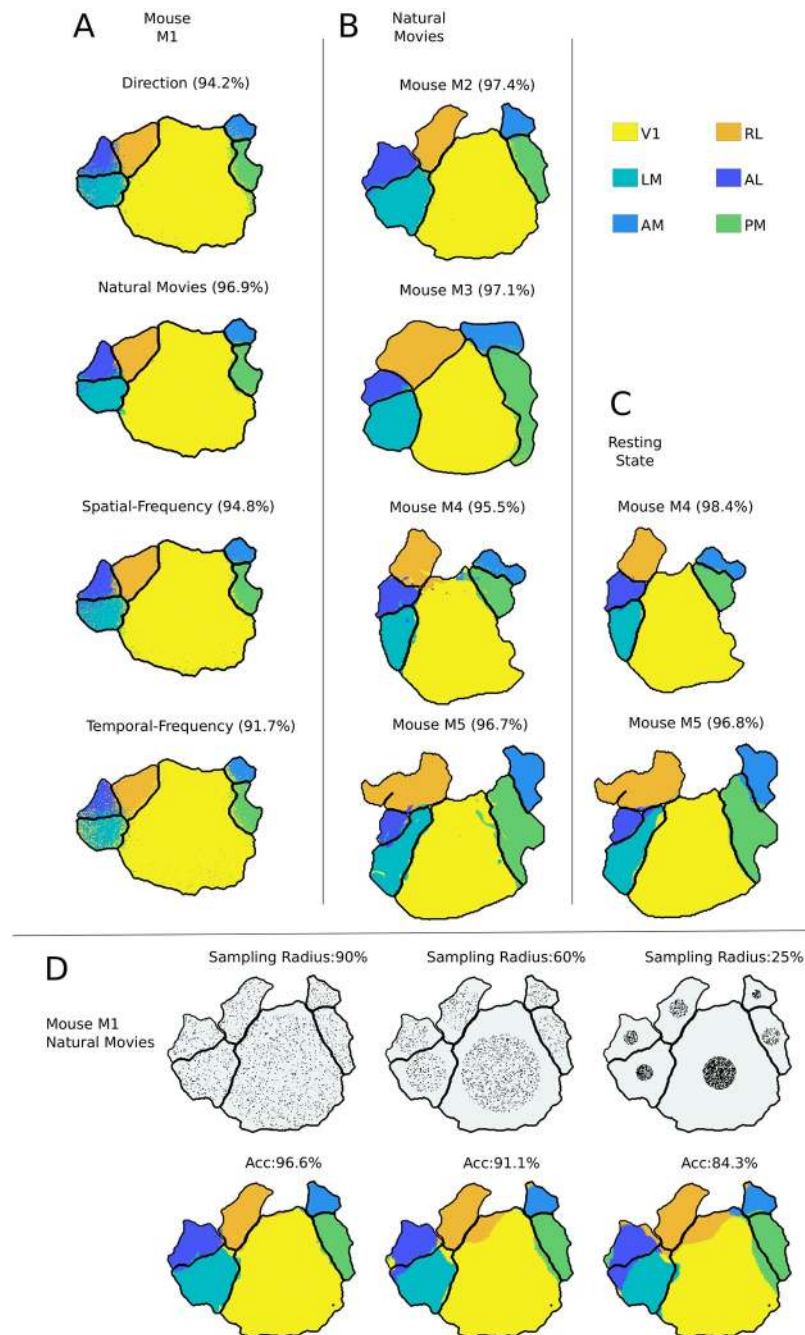 A
Mouse
M1
Direction (94.2%)
Natural Movies (96.9%)
Spatial-Frequency (94.8%)
Temporal-Frequency (91.7%)
B
Natural
Movies
Mouse M2 (97.4%)
Mouse M3 (97.1%)
Mouse M4 (95.5%)
Mouse M5 (96.7%)
V1
RL
LM
AL
AM
PM
C
Resting
State
Mouse M4 (98.4%)
Mouse M5 (96.8%)
D
Mouse M1
Natural Movies
Sampling Radius:90%
Sampling Radius:60%
Sampling Radius:25%
Acc:96.6%
Acc:91.1%
Acc:84.3%